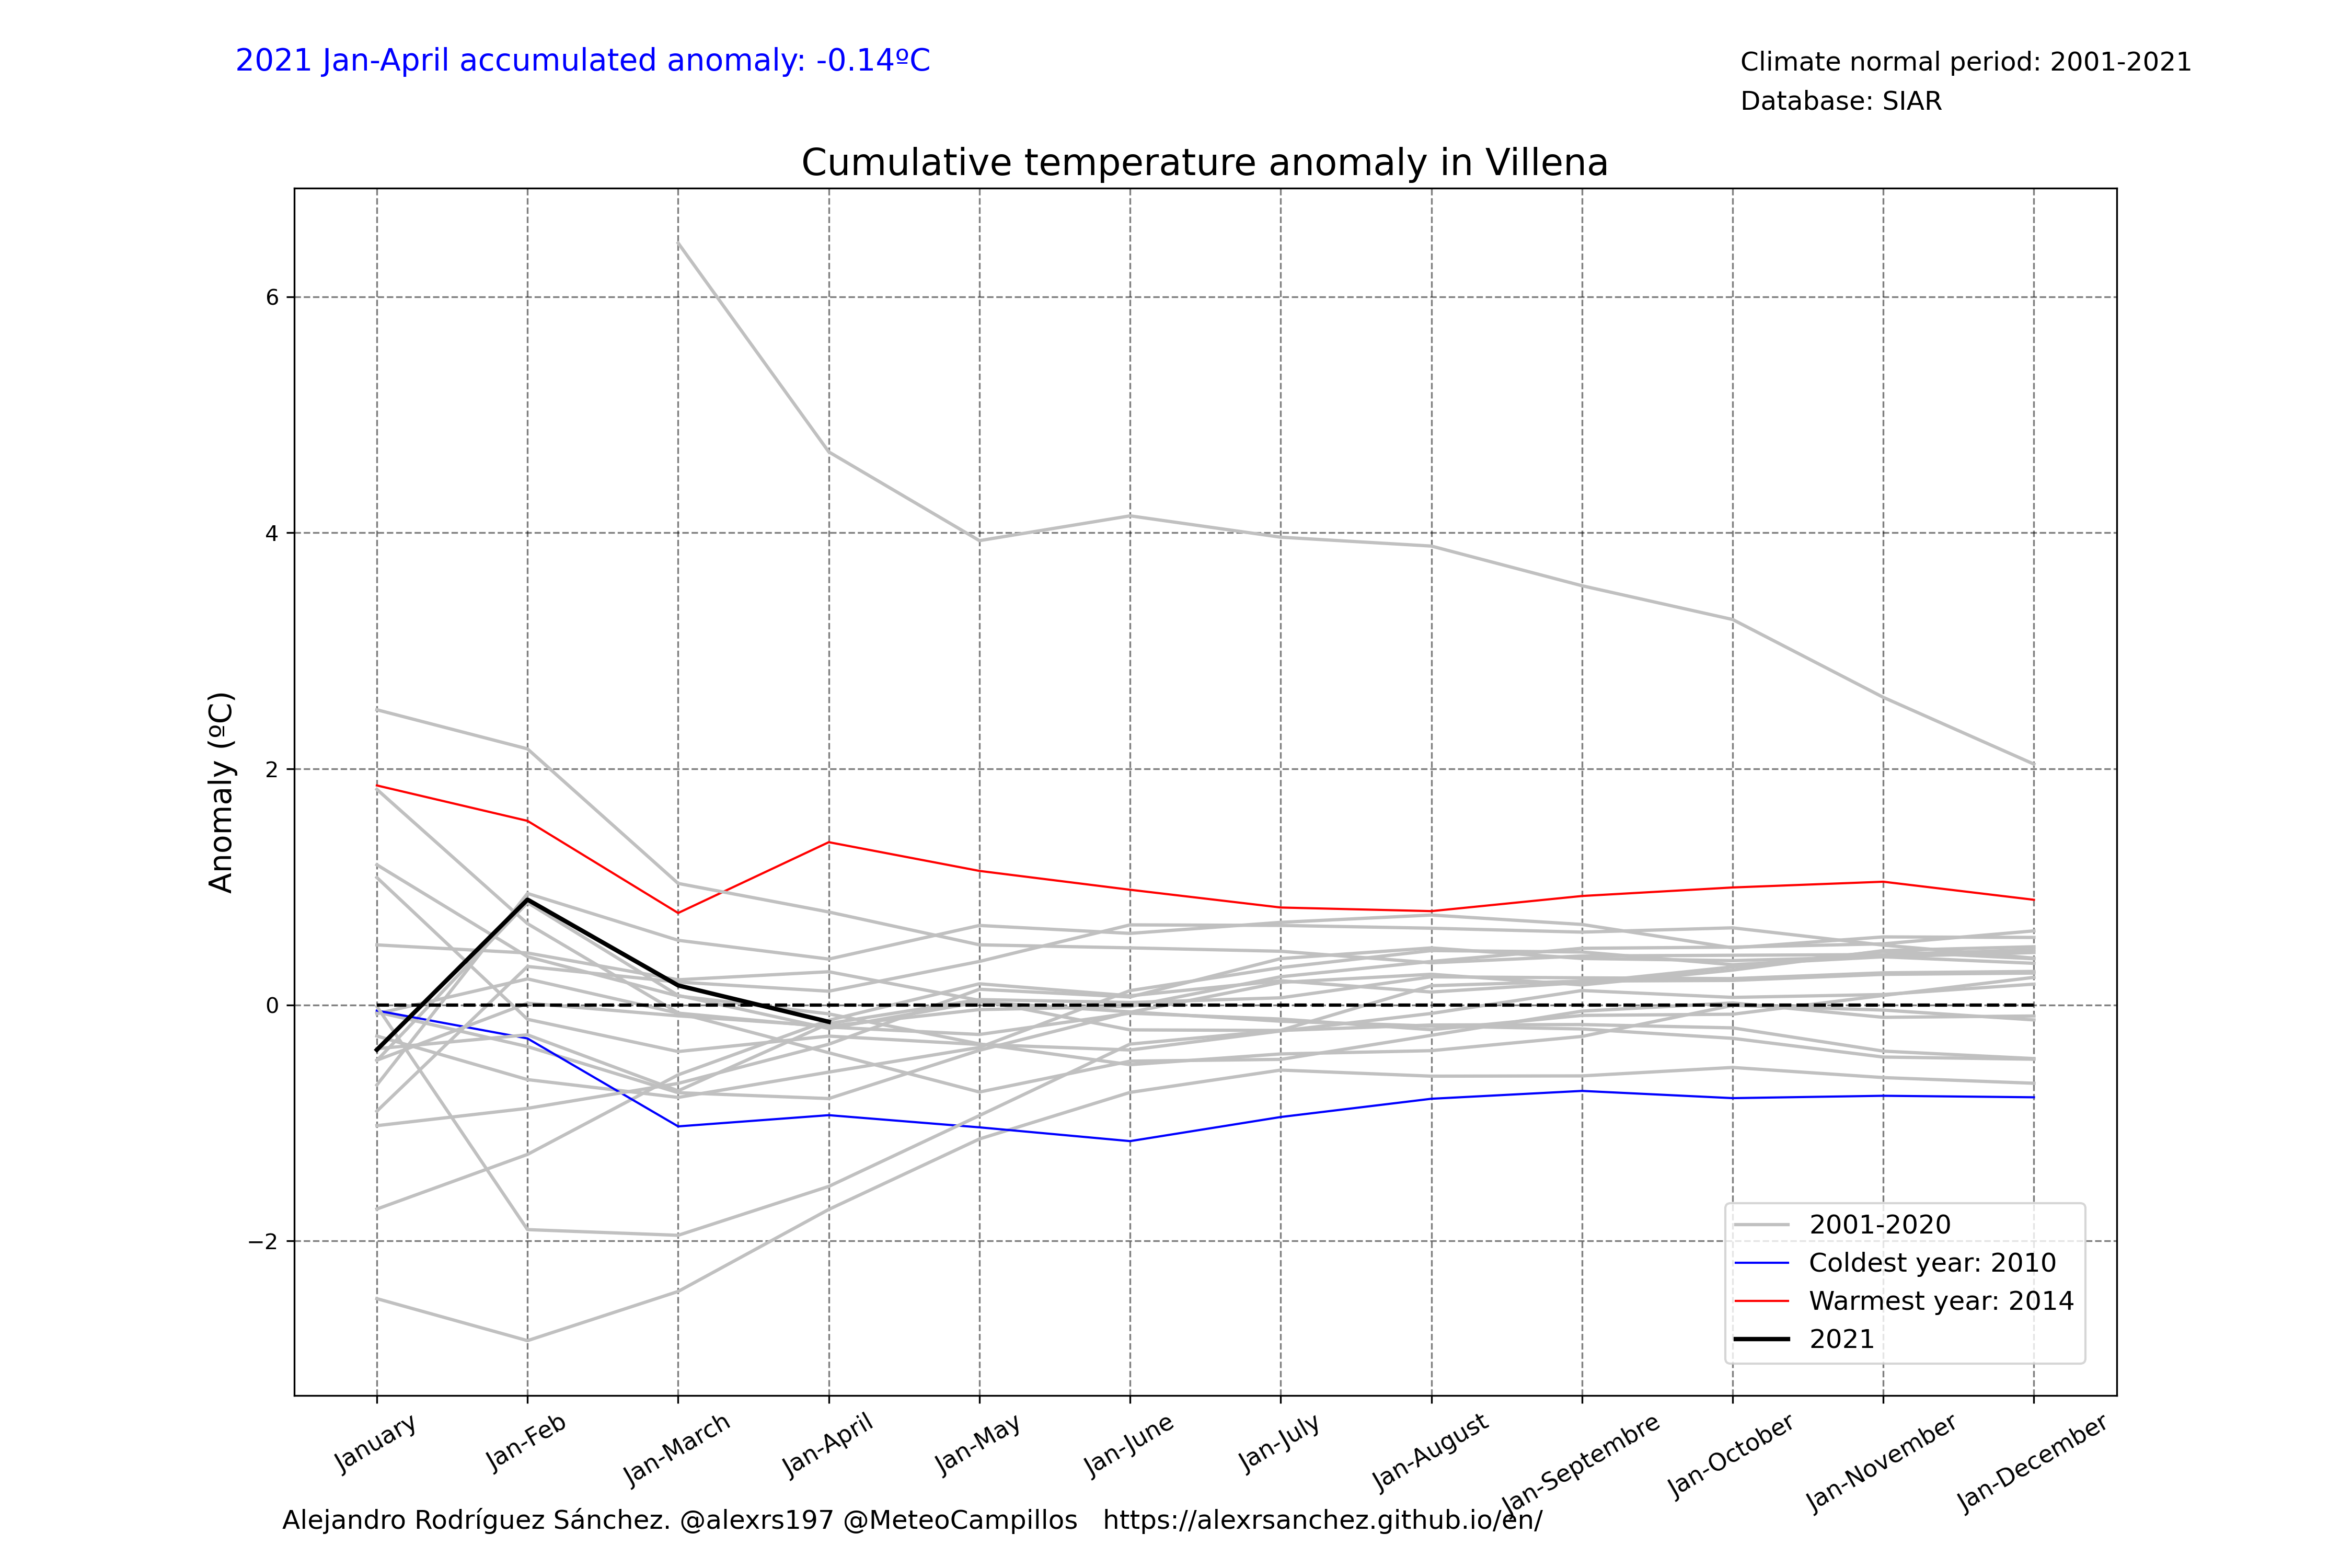 2021 Jan-April accumulated anomaly: -0.14ºC
Climate normal period: 2001-2021
Database: SIAR
Cumulative temperature anomaly in Villena
Anomaly (ºC)
6
4
2
0
−2
2001-2020
Coldest year: 2010
Warmest year: 2014
2021
January
Jan-Feb
Jan-March
Jan-April
Jan-May
Jan-June
Jan-July
Jan-August
Jan-Septembre
Jan-October
Jan-November
Jan-December
Alejandro Rodríguez Sánchez. @alexrs197 @MeteoCampillos   https://alexrsanchez.github.io/en/